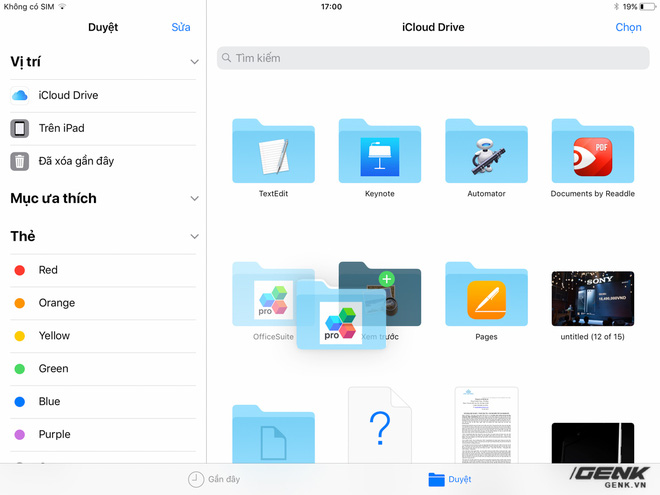 Không có SIM
17:00
19%
Duyệt
Sửa
iCloud Drive
Chọn
Vị trí
iCloud Drive
Trên iPad
Đã xóa gần đây
Mục ưa thích
Thẻ
Red
Orange
Yellow
Green
Blue
Purple
Tìm kiếm
PDF
TextEdit
Keynote
Automator
Documents by Readdle
pro
pro
SONY
OfficeSuite
Xem trước
Pages
untitled (12 of 15)
?
Gần đây
Duyệt
GENK
GENK.VN